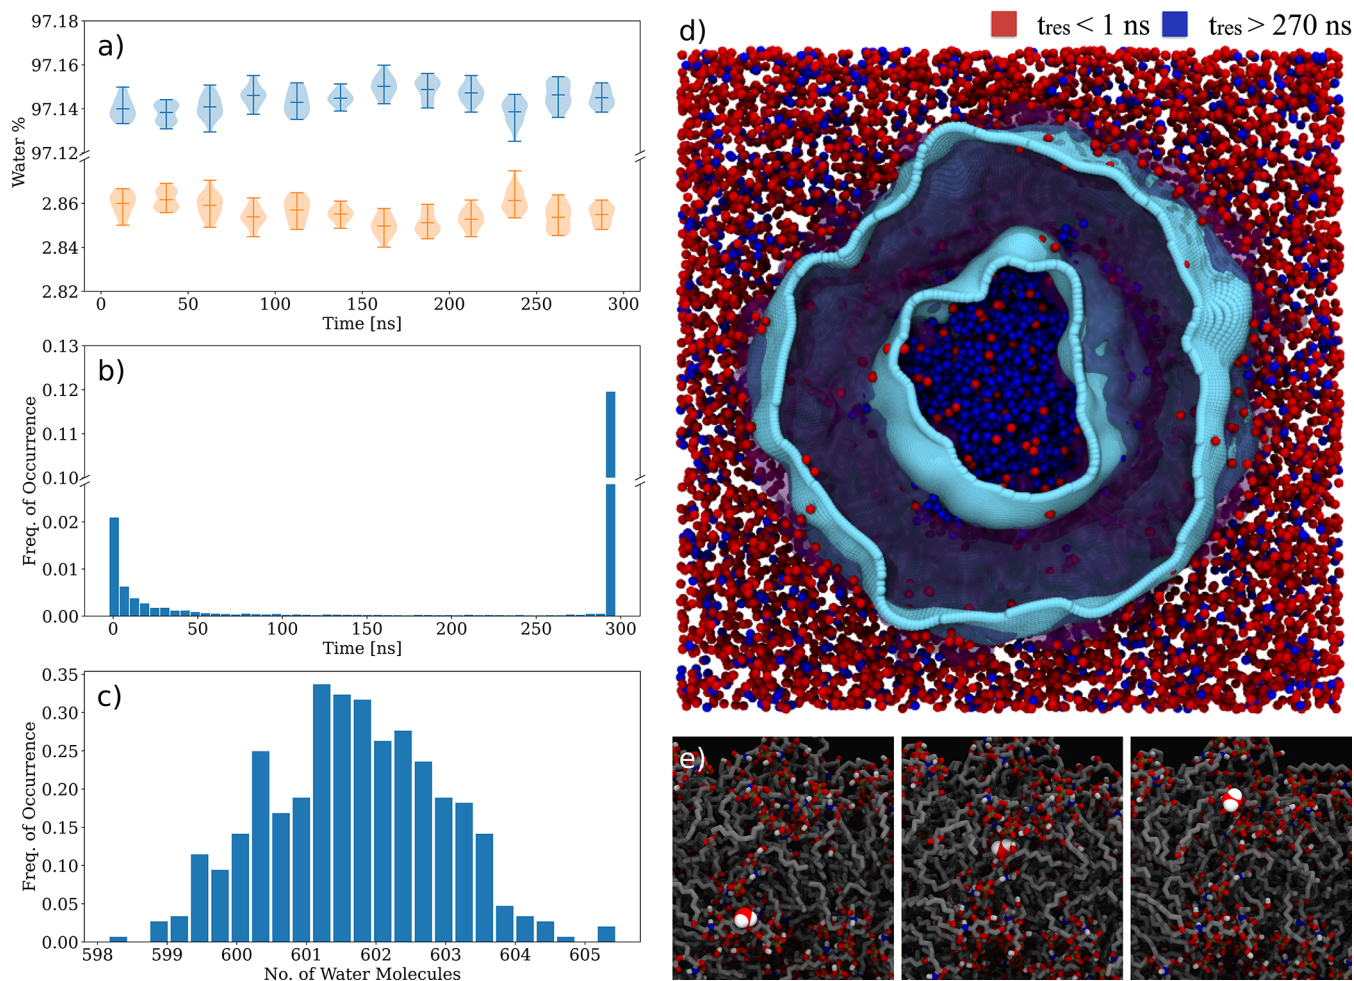 a)
Water %
97.18
97.16
97.14
97.12
2.86
2.84
2.82
0 50 100 150 200 250 300
Time [ns]
b)
Freq. of Occurrence
0.13
0.12
0.11
0.10
0.02
0.01
0.00
0 50 100 150 200 250 300
Time [ns]
c)
Freq. of Occurrence
0.35
0.30
0.25
0.20
0.15
0.10
0.05
0.00
598 599 600 601 602 603 604 605
No. of Water Molecules
d)
tres < 1 ns tres > 270 ns
e)